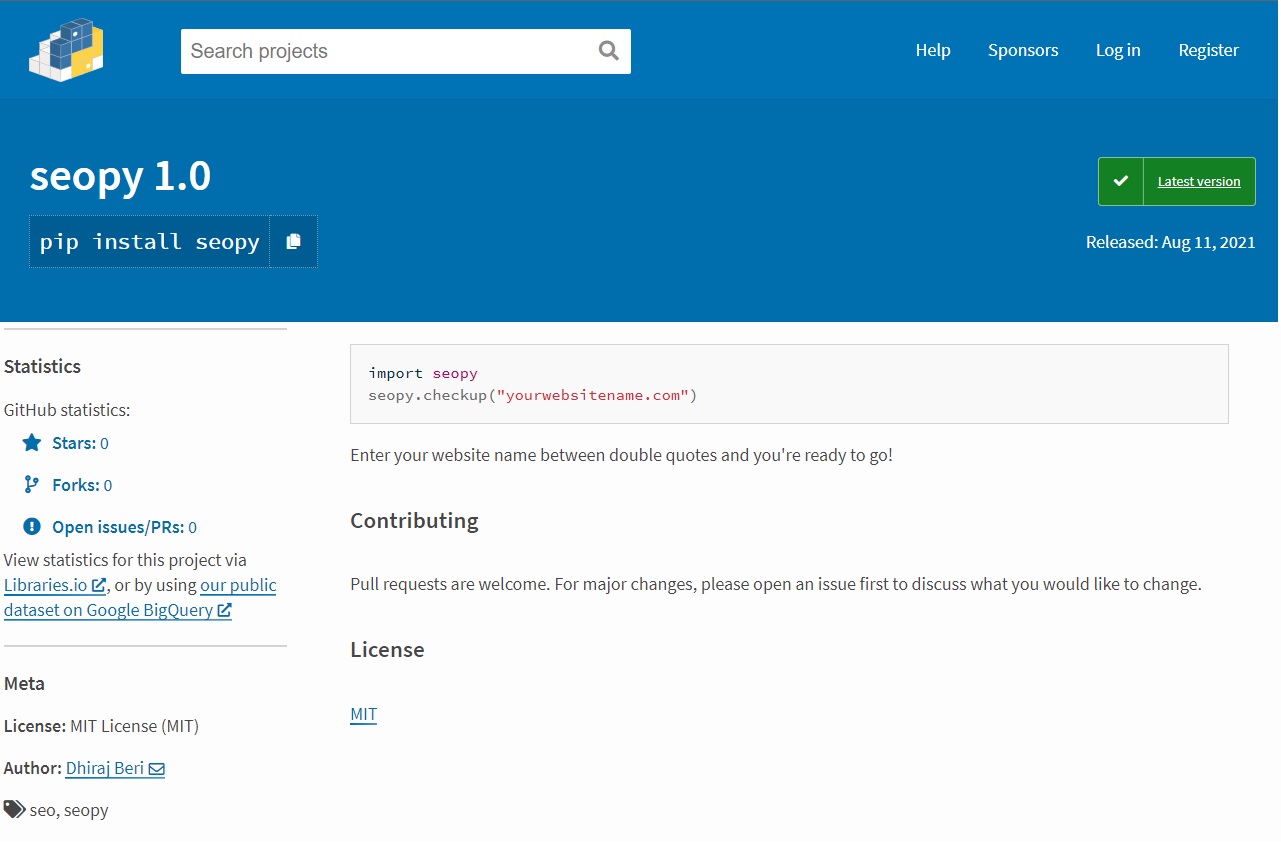 Search projects
Help
Sponsors
Log in
Register
seopy 1.0
pip install seopy
Latest version
Released: Aug 11, 2021
Statistics
GitHub statistics:
Stars: 0
Forks: 0
Open issues/PRs: 0
View statistics for this project via
Libraries.io, or by using our public
dataset on Google BigQuery
Meta
License: MIT License (MIT)
Author: Dhiraj Beri
seo, seopy
import seopy
seopy.checkup("yourwebsitename.com")
Enter your website name between double quotes and you're ready to go!
Contributing
Pull requests are welcome. For major changes, please open an issue first to discuss what you would like to change.
License
MIT